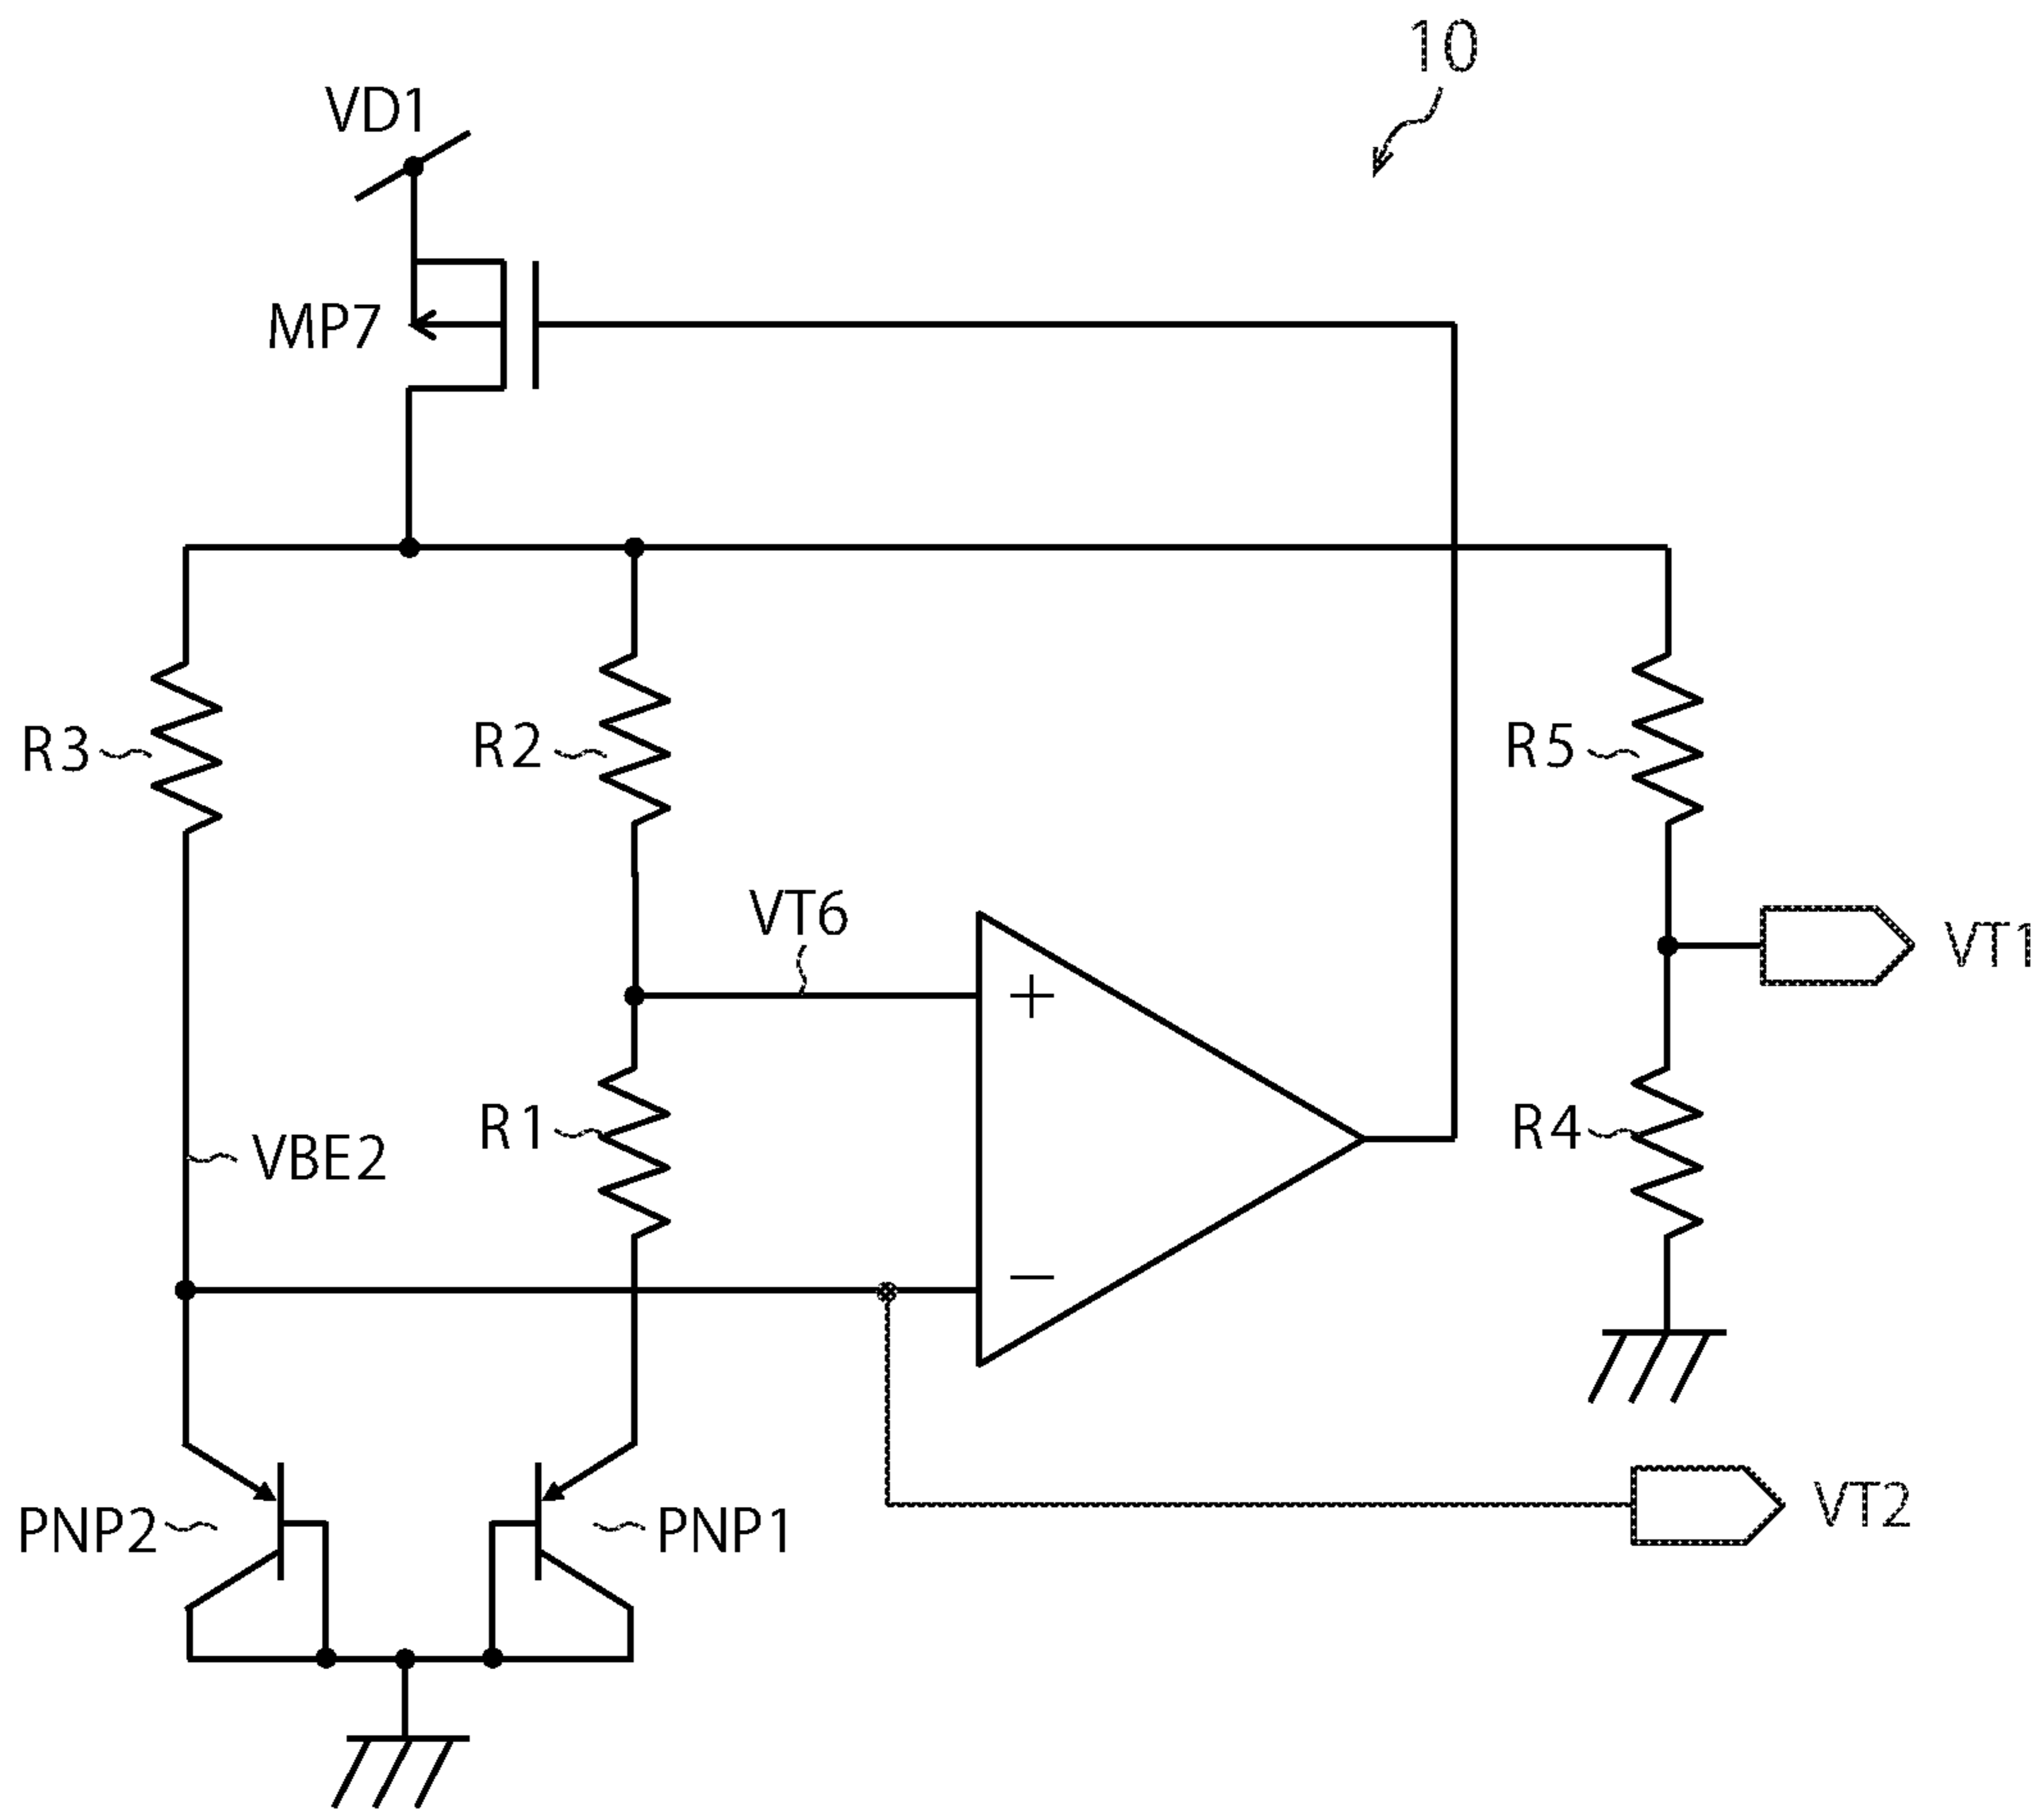 10
VD1
MP7
R3
R2
R5
VT6
VT1
+
R1
R4
VBE2
−
PNP2
PNP1
VT2